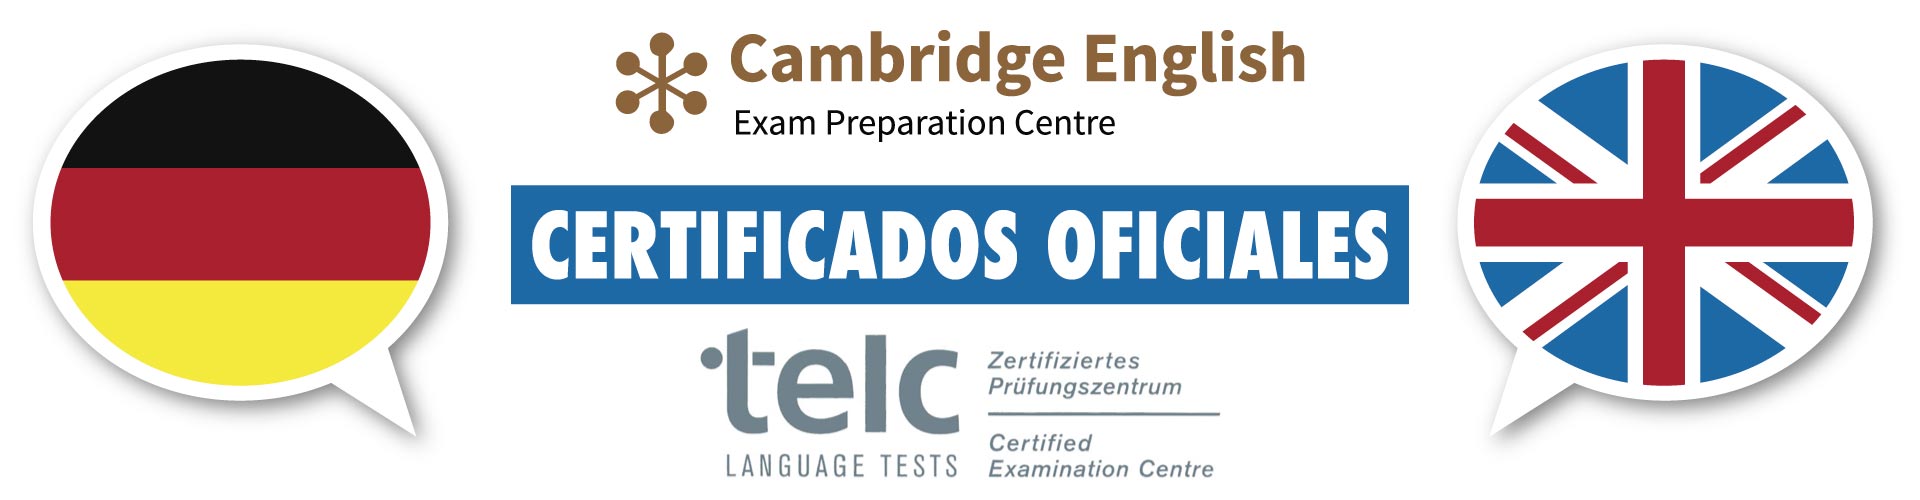 Cambridge English
Exam Preparation Centre
CERTIFICADOS OFICIALES
telc
LANGUAGE TESTS
Zertifiziertes
Prüfungszentrum
Certified
Examination Centre